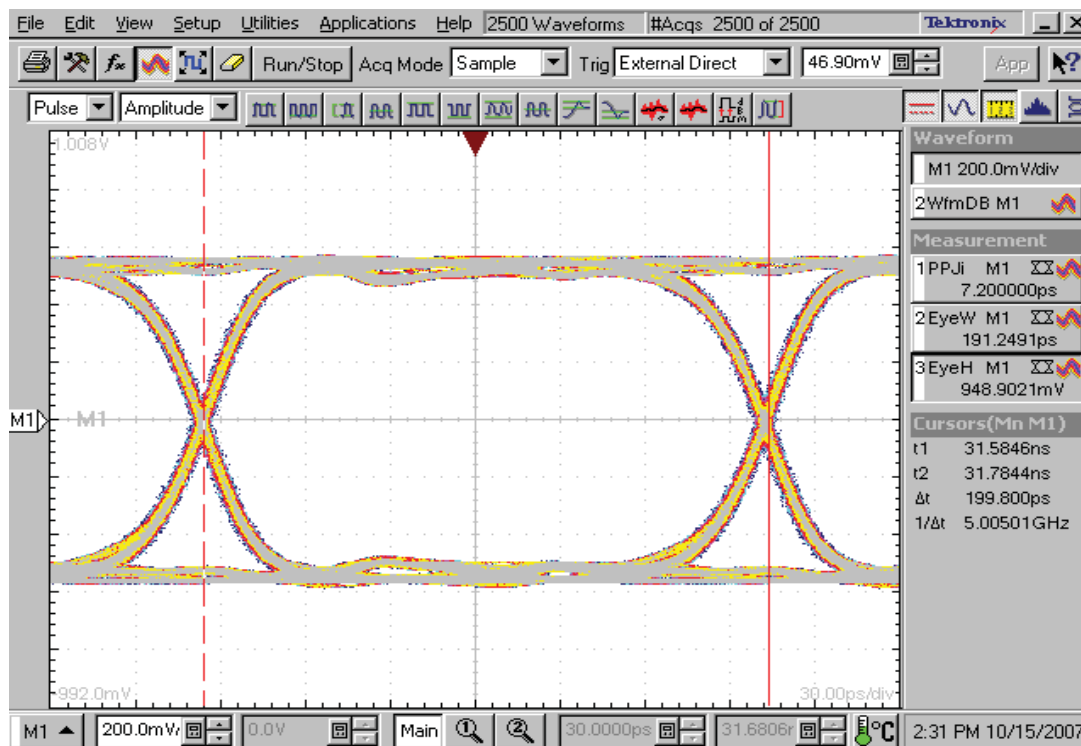 File Edit View Setup Utilities Applications Help 2500 Waveforms #Acqs 2500 of 2500 Tektronix
Run/Stop Acq Mode Sample Trig External Direct 46.90mV App
Pulse Amplitude
1.008V
M1
M1
-992.0mV
30.00ps/div
Waveform
M1 200.0mV/div
2WfmDB M1
Measurement
1PPJi M1
7.200000ps
2EyeW M1
191.2491ps
3EyeH M1
948.9021mV
Cursors(Mn M1)
t1 31.5846ns
t2 31.7844ns
Δt 199.800ps
1/Δt 5.00501GHz
M1 200.0mV/ 0.0V Main 1 2 30.0000ps 31.6806r °C 2:31 PM 10/15/2007